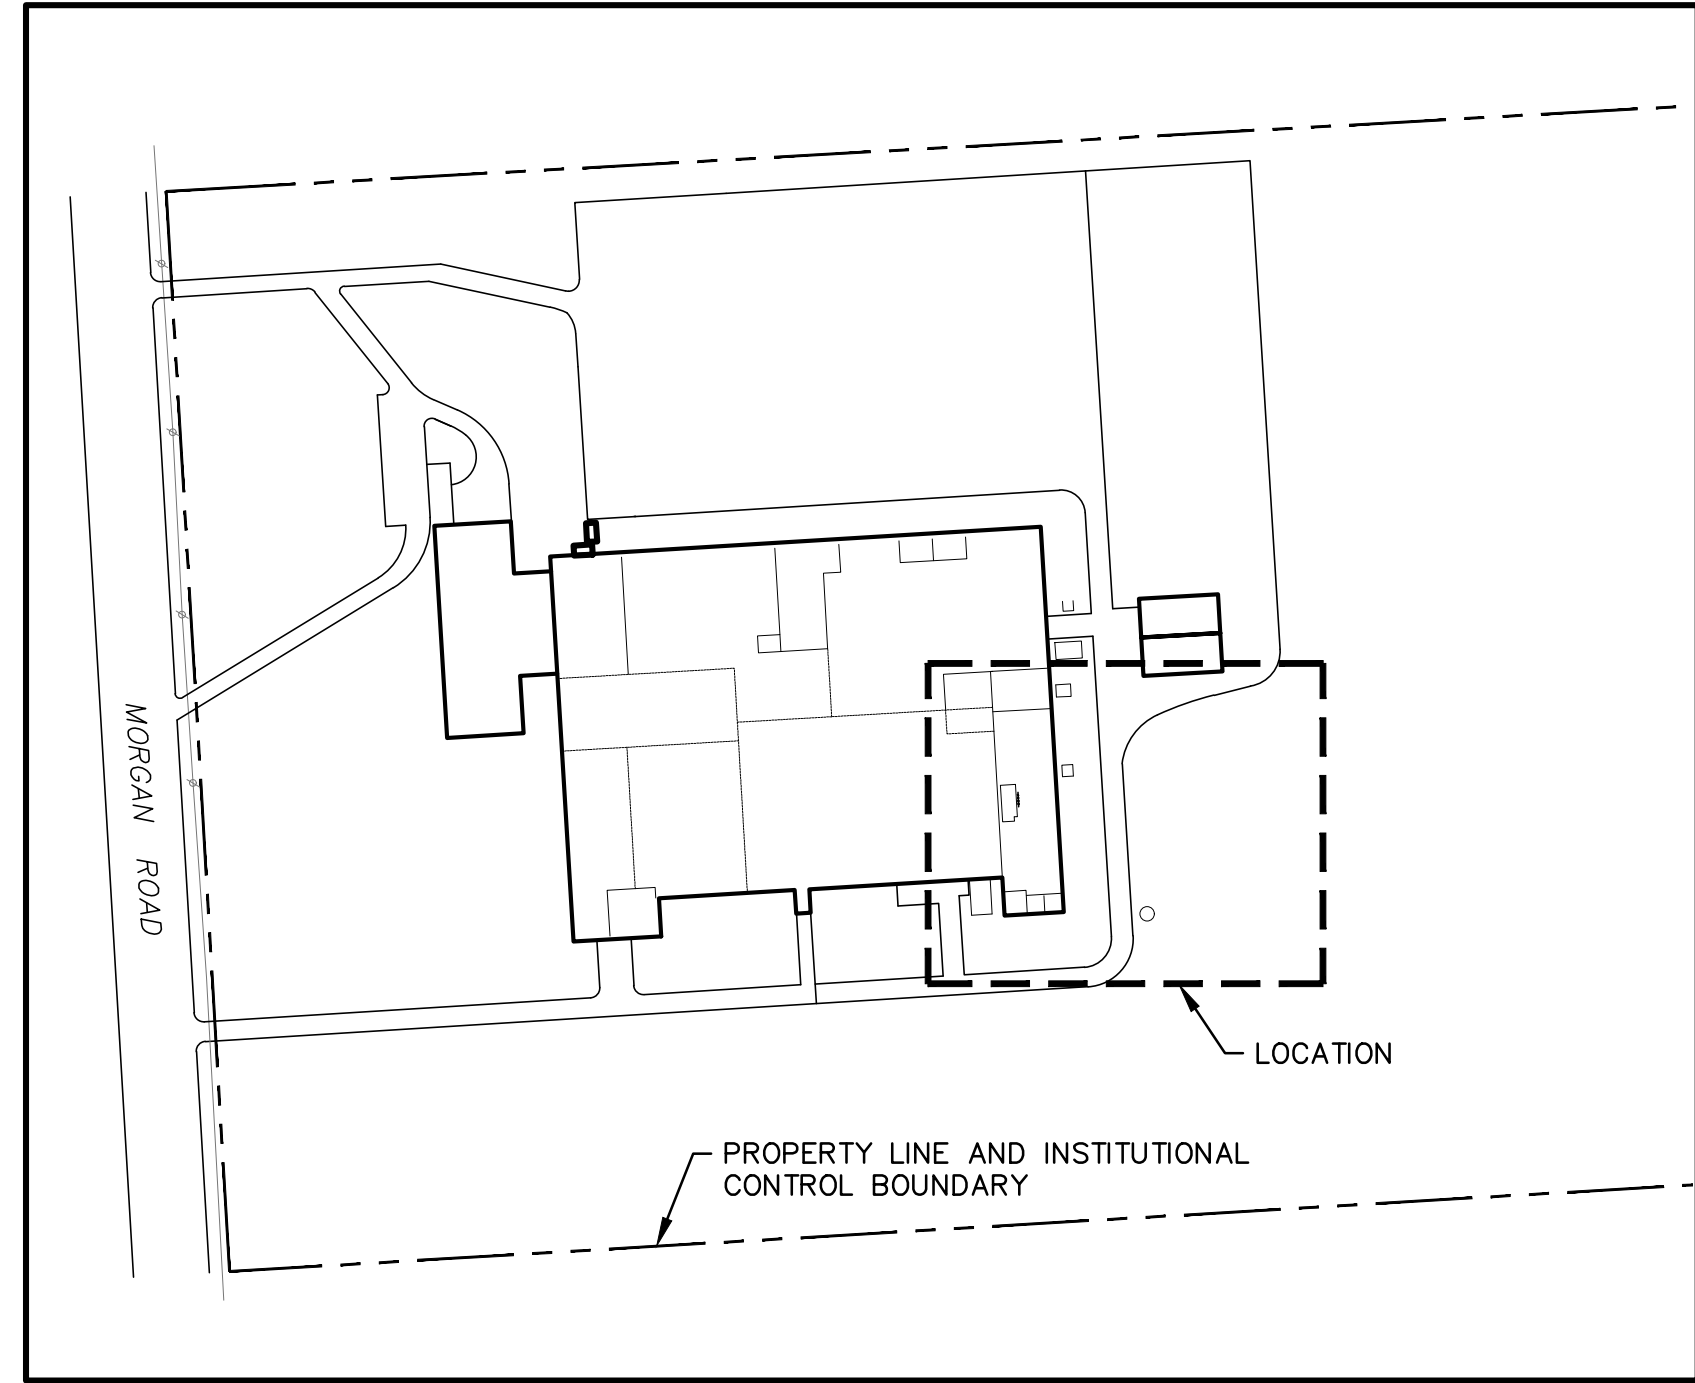 MORGAN ROAD
LOCATION
PROPERTY LINE AND INSTITUTIONAL
CONTROL BOUNDARY